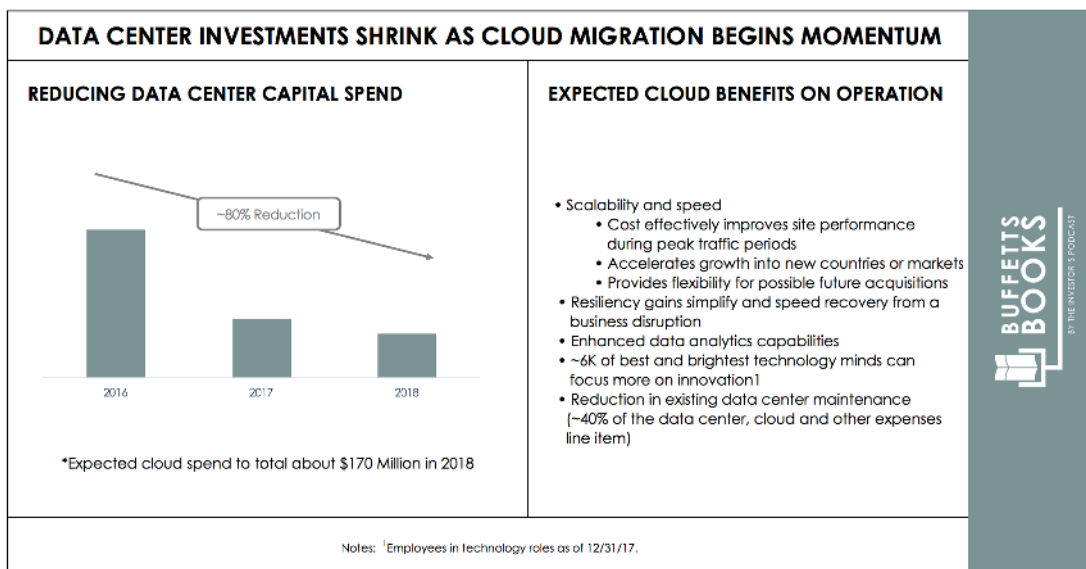 DATA CENTER INVESTMENTS SHRINK AS CLOUD MIGRATION BEGINS MOMENTUM
REDUCING DATA CENTER CAPITAL SPEND
~80% Reduction
2016
2017
2018
*Expected cloud spend to total about $170 Million in 2018
EXPECTED CLOUD BENEFITS ON OPERATION
• Scalability and speed
• Cost effectively improves site performance
during peak traffic periods
• Accelerates growth into new countries or markets
• Provides flexibility for possible future acquisitions
• Resiliency gains simplify and speed recovery from a
business disruption
• Enhanced data analytics capabilities
• ~6K of best and brightest technology minds can
focus more on innovation1
• Reduction in existing data center maintenance
(~40% of the data center, cloud and other expenses
line item)
Notes: 1Employees in technology roles as of 12/31/17.
BUFFETTS
BOOKS
BY THE INVESTOR'S PODCAST